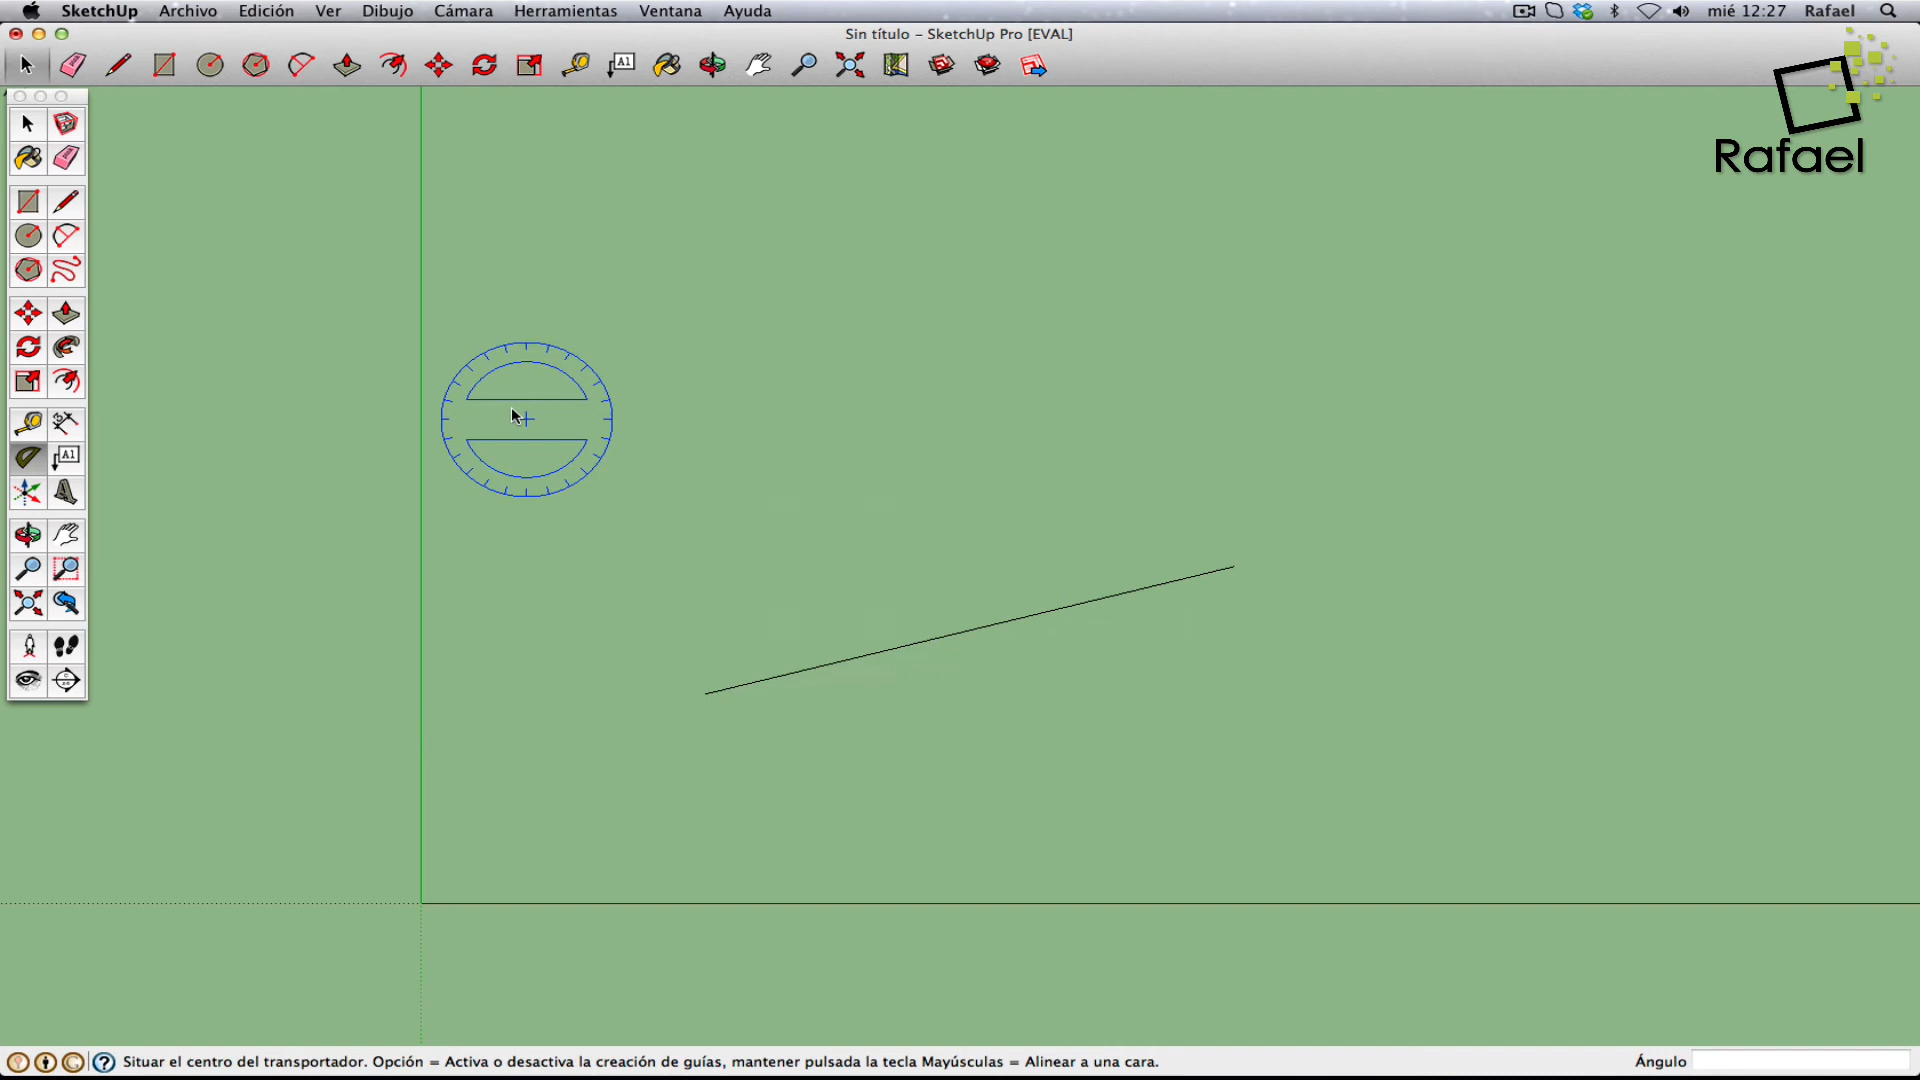 SketchUp Archivo Edición Ver Dibujo Cámara Herramientas Ventana Ayuda mié 12:27 Rafael
Sin título – SketchUp Pro [EVAL]
A1
Rafael
A1
Situar el centro del transportador. Opción = Activa o desactiva la creación de guías, mantener pulsada la tecla Mayúsculas = Alinear a una cara. Ángulo